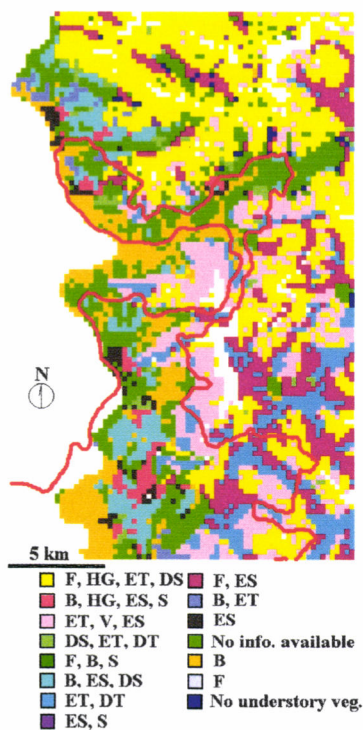 N
5 km
F, HG, ET, DS
B, HG, ES, S
ET, V, ES
DS, ET, DT
F, B, S
B, ES, DS
ET, DT
ES, S
F, ES
B, ET
ES
No info. available
B
F
No understory veg.